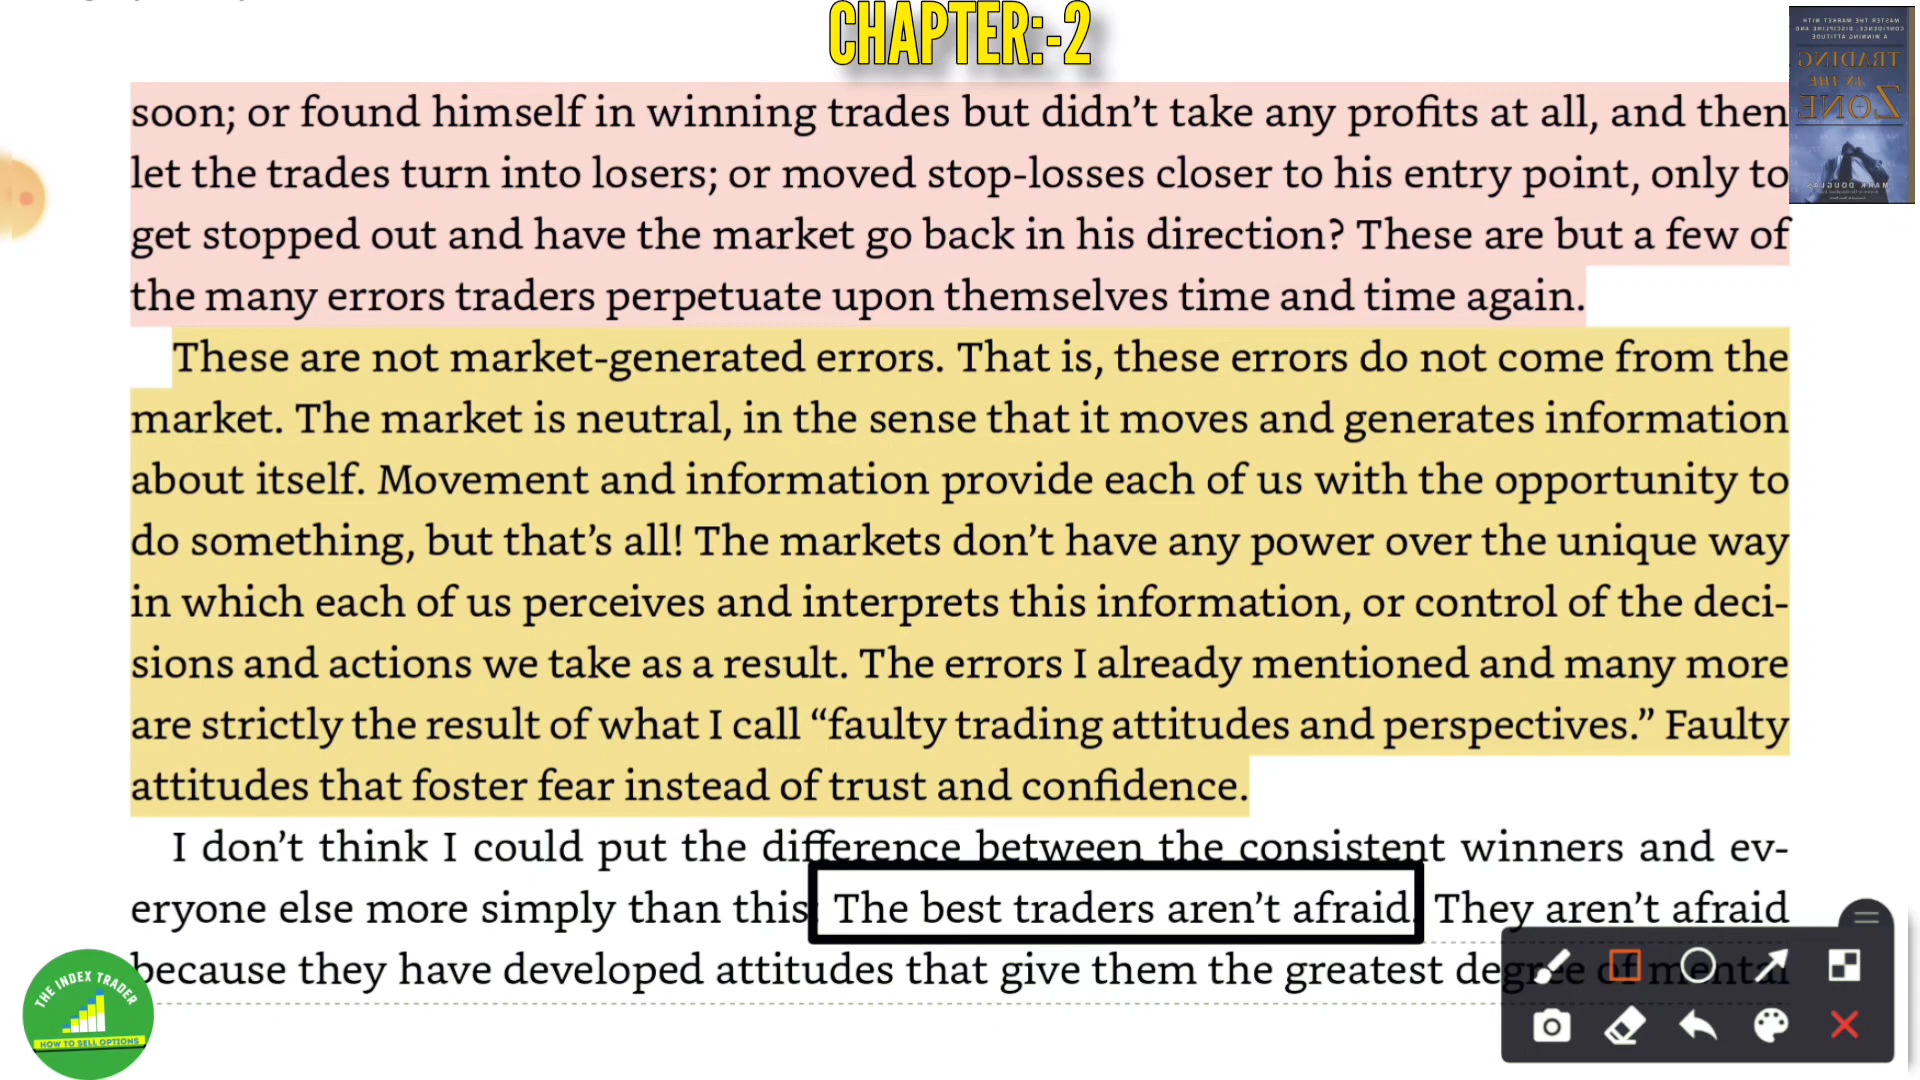 CHAPTER:-2
MASTER THE MARKET WITH
CONFIDENCE, DISCIPLINE AND
A WINNING ATTITUDE
TRADING
IN THE
ZONE
MARK DOUGLAS
soon; or found himself in winning trades but didn’t take any profits at all, and then
let the trades turn into losers; or moved stop-losses closer to his entry point, only to
get stopped out and have the market go back in his direction? These are but a few of
the many errors traders perpetuate upon themselves time and time again.
These are not market-generated errors. That is, these errors do not come from the
market. The market is neutral, in the sense that it moves and generates information
about itself. Movement and information provide each of us with the opportunity to
do something, but that’s all! The markets don’t have any power over the unique way
in which each of us perceives and interprets this information, or control of the deci-
sions and actions we take as a result. The errors I already mentioned and many more
are strictly the result of what I call “faulty trading attitudes and perspectives.” Faulty
attitudes that foster fear instead of trust and confidence.
I don’t think I could put the difference between the consistent winners and ev-
eryone else more simply than this: The best traders aren’t afraid. They aren’t afraid
because they have developed attitudes that give them the greatest degree of mental
THE INDEX TRADER
HOW TO SELL OPTIONS